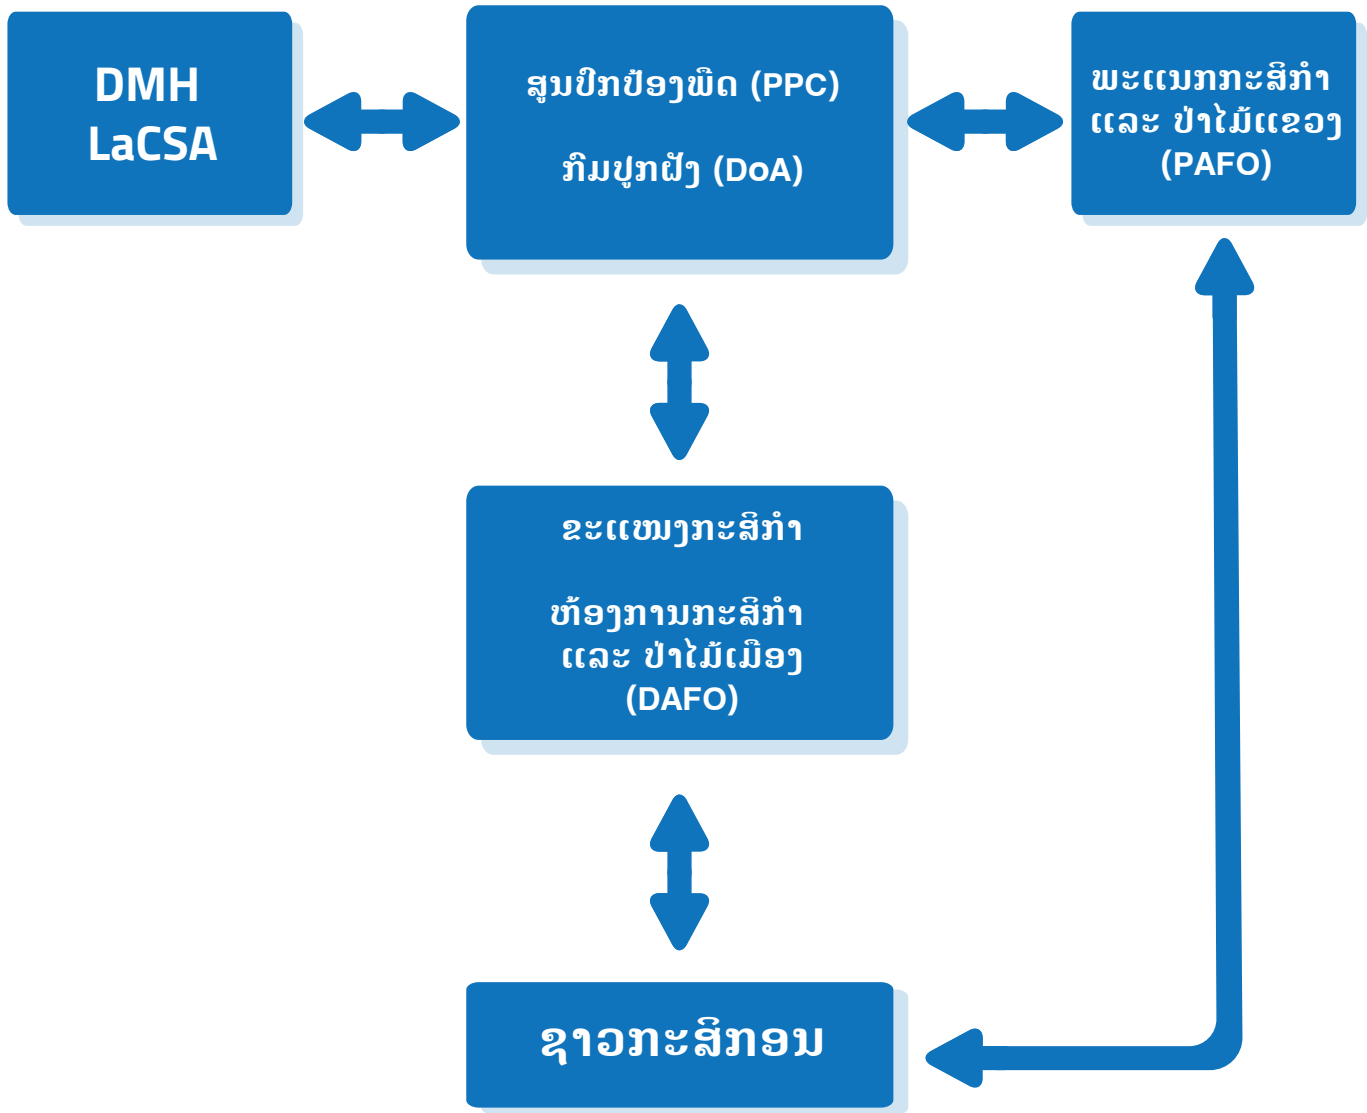 DMH
LaCSA
ສູນປົກປ້ອງພືດ (PPC)
ກົມປູກຝັງ (DoA)
ພະແນກກະສິກຳ
ແລະ ປ່າໄມ້ແຂວງ
(PAFO)
ຂະແໜງກະສິກຳ
ຫ້ອງການກະສິກຳ
ແລະ ປ່າໄມ້ເມືອງ
(DAFO)
ຊາວກະສິກອນ